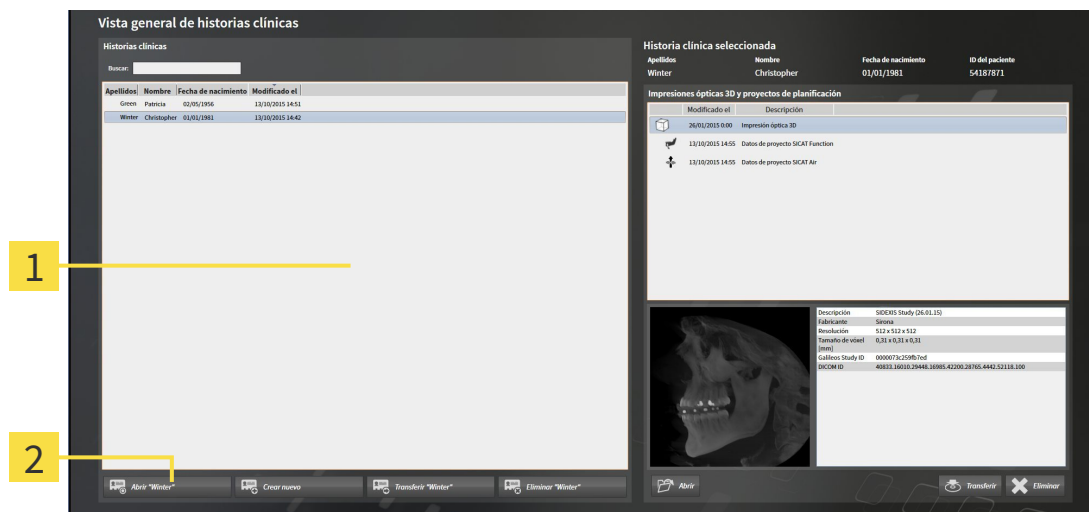 Vista general de historias clínicas
Historias clínicas
Buscar:
Apellidos Nombre Fecha de nacimiento Modificado el
Green Patricia 02/05/1956 13/10/2015 14:51
Winter Christopher 01/01/1981 13/10/2015 14:42
1
2
Abrir "Winter"
Crear nuevo
Transferir "Winter"
Eliminar "Winter"
Historia clínica seleccionada
Apellidos Nombre Fecha de nacimiento ID del paciente
Winter Christopher 01/01/1981 54187871
Impresiones ópticas 3D y proyectos de planificación
Modificado el Descripción
26/01/2015 0:00 Impresión óptica 3D
13/10/2015 14:55 Datos de proyecto SICAT Function
13/10/2015 14:55 Datos de proyecto SICAT Air
Descripción SIDEXIS Study (26.01.15)
Fabricante Sirona
Resolución 512 x 512 x 512
Tamaño de vóxel 0,31 x 0,31 x 0,31
[mm]
Galileos Study ID 0000073c259fb7ed
DICOM ID 40833.16010.29448.16985.42200.28765.4442.52118.100
Abrir
Transferir
Eliminar